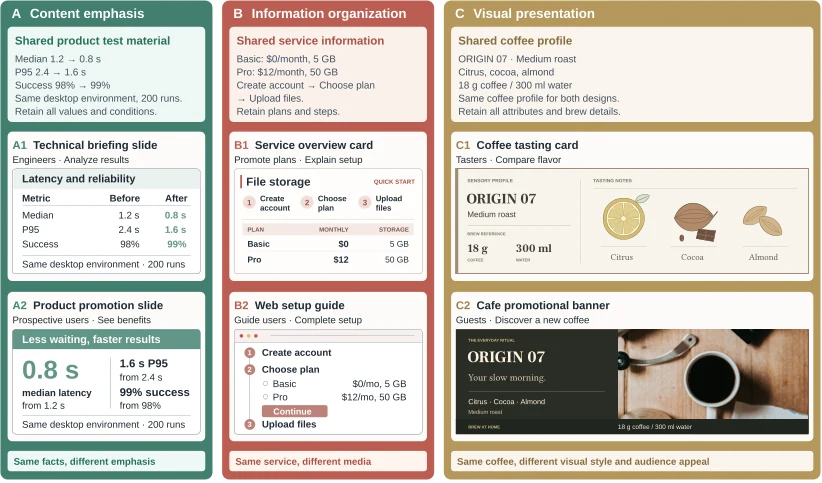 A Content emphasis
Shared product test material
Median 1.2 → 0.8 s
P95 2.4 → 1.6 s
Success 98% → 99%
Same desktop environment, 200 runs.
Retain all values and conditions.
A1 Technical briefing slide
Engineers · Analyze results
Latency and reliability
Metric Before After
Median 1.2 s 0.8 s
P95 2.4 s 1.6 s
Success 98% 99%
Same desktop environment · 200 runs
A2 Product promotion slide
Prospective users · See benefits
Less waiting, faster results
0.8 s
median latency
from 1.2 s
1.6 s P95
from 2.4 s
99% success
from 98%
Same desktop environment · 200 runs
Same facts, different emphasis
B Information organization
Shared service information
Basic: $0/month, 5 GB
Pro: $12/month, 50 GB
Create account → Choose plan
→ Upload files.
Retain plans and steps.
B1 Service overview card
Promote plans · Explain setup
File storage QUICK START
1 Create account
2 Choose plan
3 Upload files
PLAN MONTHLY STORAGE
Basic $0 5 GB
Pro $12 50 GB
B2 Web setup guide
Guide users · Complete setup
1 Create account
2 Choose plan
Basic $0/mo, 5 GB
Pro $12/mo, 50 GB
Continue
3 Upload files
Same service, different media
C Visual presentation
Shared coffee profile
ORIGIN 07 · Medium roast
Citrus, cocoa, almond
18 g coffee / 300 ml water
Same coffee profile for both designs.
Retain all attributes and brew details.
C1 Coffee tasting card
Tasters · Compare flavor
SENSORY PROFILE
ORIGIN 07
Medium roast
BREW REFERENCE
18 g 300 ml
COFFEE WATER
TASTING NOTES
Citrus Cocoa Almond
C2 Cafe promotional banner
Guests · Discover a new coffee
THE EVERYDAY RITUAL
ORIGIN 07
Your slow morning.
Citrus · Cocoa · Almond
Medium roast
BREW AT HOME 18 g coffee / 300 ml water
Same coffee, different visual style and audience appeal